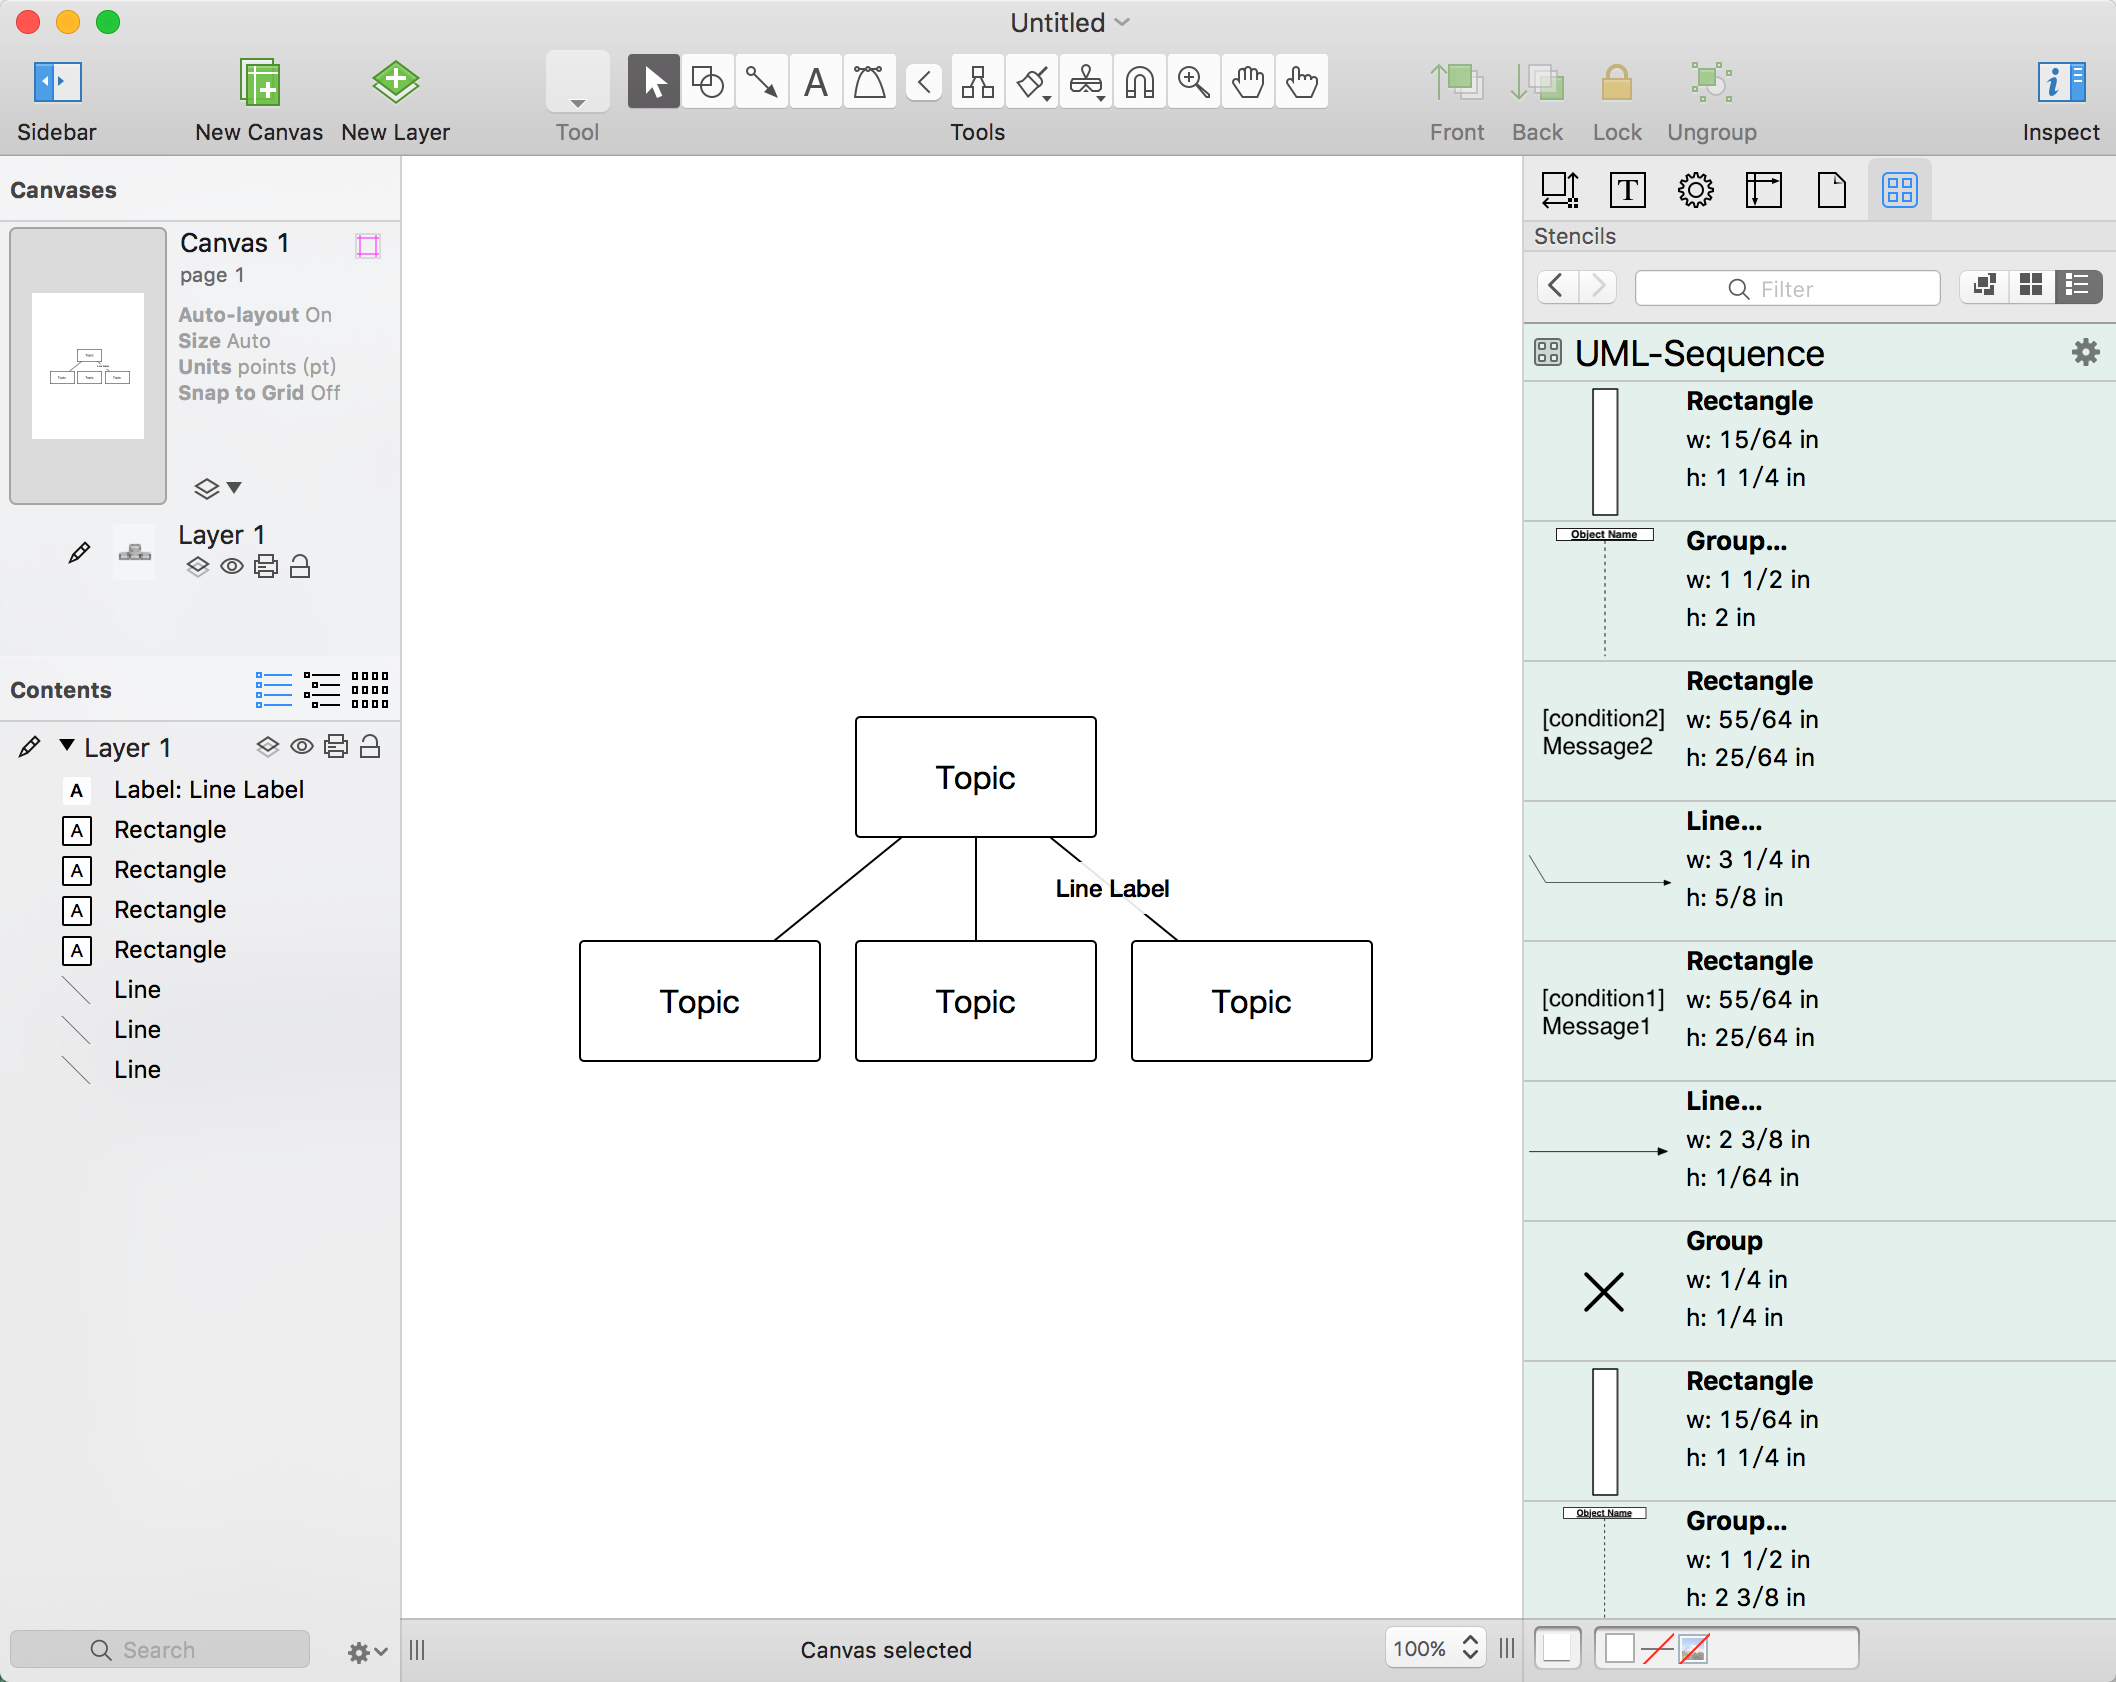 Untitled
Sidebar
New Canvas
New Layer
Tool
Tools
Front
Back
Lock
Ungroup
Inspect
Canvases
Canvas 1
page 1
Auto-layout On
Size Auto
Units points (pt)
Snap to Grid Off
Layer 1
Contents
Layer 1
A Label: Line Label
A Rectangle
A Rectangle
A Rectangle
A Rectangle
Line
Line
Line
Search
Topic
Line Label
Topic
Topic
Topic
Canvas selected
100%
Stencils
Filter
UML-Sequence
Rectangle
w: 15/64 in
h: 1 1/4 in
Object Name
Group...
w: 1 1/2 in
h: 2 in
[condition2]
Message2
Rectangle
w: 55/64 in
h: 25/64 in
Line...
w: 3 1/4 in
h: 5/8 in
[condition1]
Message1
Rectangle
w: 55/64 in
h: 25/64 in
Line...
w: 2 3/8 in
h: 1/64 in
Group
w: 1/4 in
h: 1/4 in
Rectangle
w: 15/64 in
h: 1 1/4 in
Object Name
Group...
w: 1 1/2 in
h: 2 3/8 in